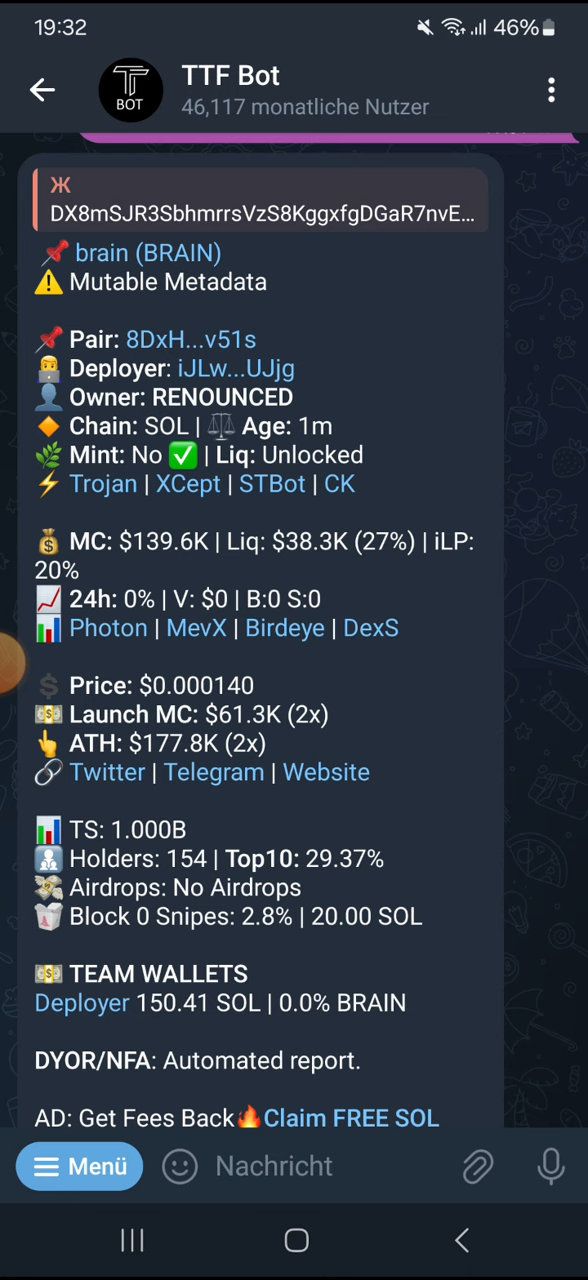 19:32
46%
T
BOT
TTF Bot
46,117 monatliche Nutzer
Ж
DX8mSJR3SbhmrrsVzS8KggxfgDGaR7nvE...
📌 brain (BRAIN)
⚠️ Mutable Metadata
📌 Pair: 8DxH...v51s
👨‍💻 Deployer: iJLw...UJjg
👤 Owner: RENOUNCED
🔸 Chain: SOL | ⚖️ Age: 1m
🌿 Mint: No ✅ | Liq: Unlocked
⚡ Trojan | XCept | STBot | CK
💰 MC: $139.6K | Liq: $38.3K (27%) | iLP:
20%
📈 24h: 0% | V: $0 | B:0 S:0
📊 Photon | MevX | Birdeye | DexS
💲 Price: $0.000140
💵 Launch MC: $61.3K (2x)
👆 ATH: $177.8K (2x)
🔗 Twitter | Telegram | Website
📊 TS: 1.000B
Holders: 154 | Top10: 29.37%
💸 Airdrops: No Airdrops
Block 0 Snipes: 2.8% | 20.00 SOL
💵 TEAM WALLETS
Deployer 150.41 SOL | 0.0% BRAIN
DYOR/NFA: Automated report.
AD: Get Fees Back🔥Claim FREE SOL
Menü
Nachricht